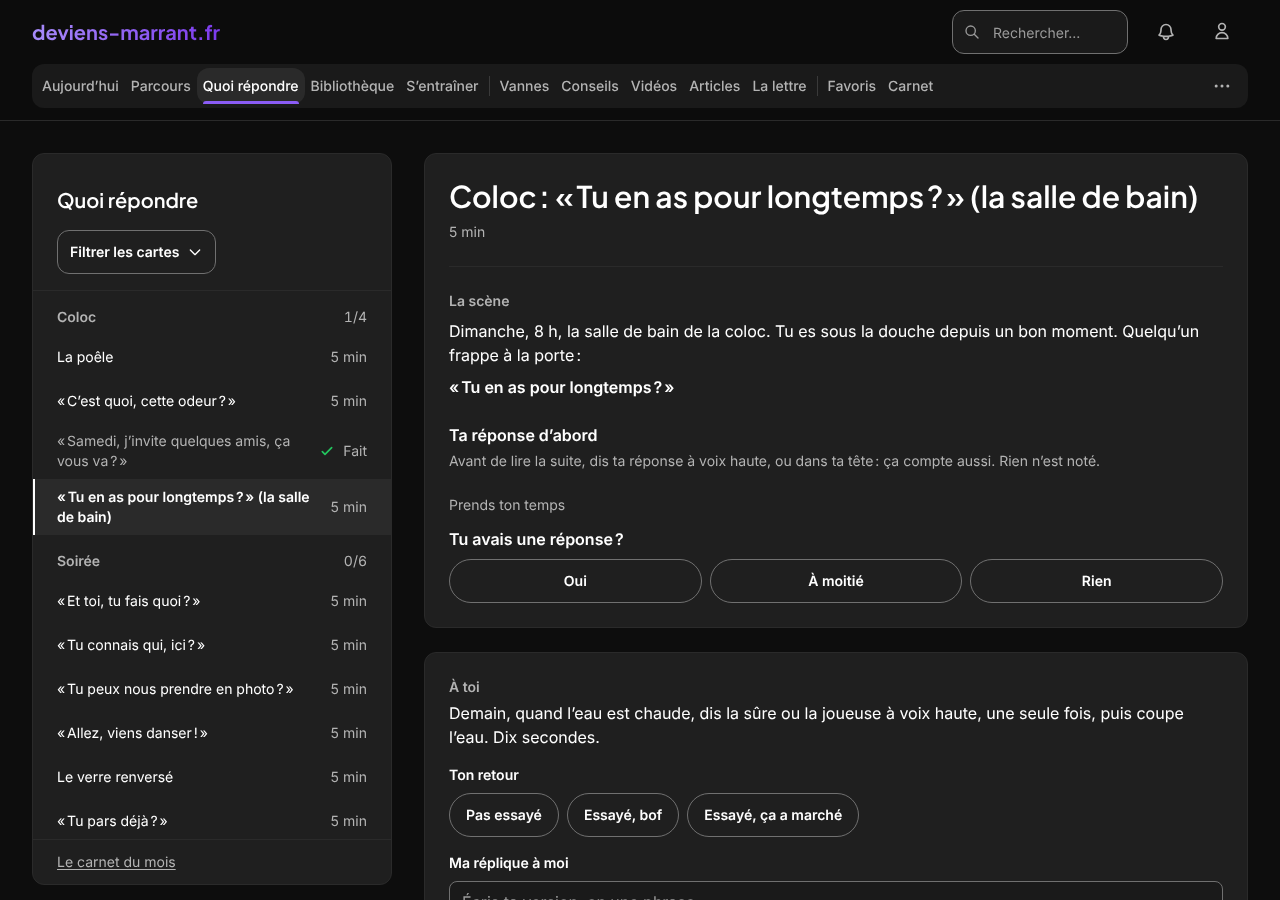 deviens-marrant.fr
Rechercher...
Aujourd’hui Parcours Quoi répondre Bibliothèque S’entraîner Vannes Conseils Vidéos Articles La lettre Favoris Carnet
Quoi répondre
Filtrer les cartes
Coloc 1/4
La poêle 5 min
« C’est quoi, cette odeur ? » 5 min
« Samedi, j’invite quelques amis, ça
vous va ? » Fait
« Tu en as pour longtemps ? » (la salle
de bain) 5 min
Soirée 0/6
« Et toi, tu fais quoi ? » 5 min
« Tu connais qui, ici ? » 5 min
« Tu peux nous prendre en photo ? » 5 min
« Allez, viens danser ! » 5 min
Le verre renversé 5 min
« Tu pars déjà ? » 5 min
Le carnet du mois
Coloc : « Tu en as pour longtemps ? » (la salle de bain)
5 min
La scène
Dimanche, 8 h, la salle de bain de la coloc. Tu es sous la douche depuis un bon moment. Quelqu’un
frappe à la porte :
« Tu en as pour longtemps ? »
Ta réponse d’abord
Avant de lire la suite, dis ta réponse à voix haute, ou dans ta tête : ça compte aussi. Rien n’est noté.
Prends ton temps
Tu avais une réponse ?
Oui À moitié Rien
À toi
Demain, quand l’eau est chaude, dis la sûre ou la joueuse à voix haute, une seule fois, puis coupe
l’eau. Dix secondes.
Ton retour
Pas essayé Essayé, bof Essayé, ça a marché
Ma réplique à moi
Écris ta version, en une phrase